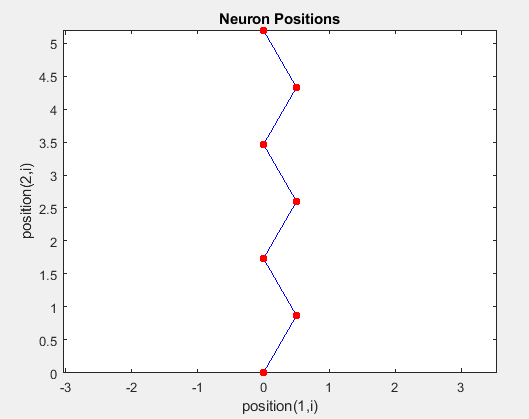 Neuron Positions
5
4.5
4
3.5
3
2.5
2
1.5
1
0.5
0
position(2,i)
-3 -2 -1 0 1 2 3
position(1,i)